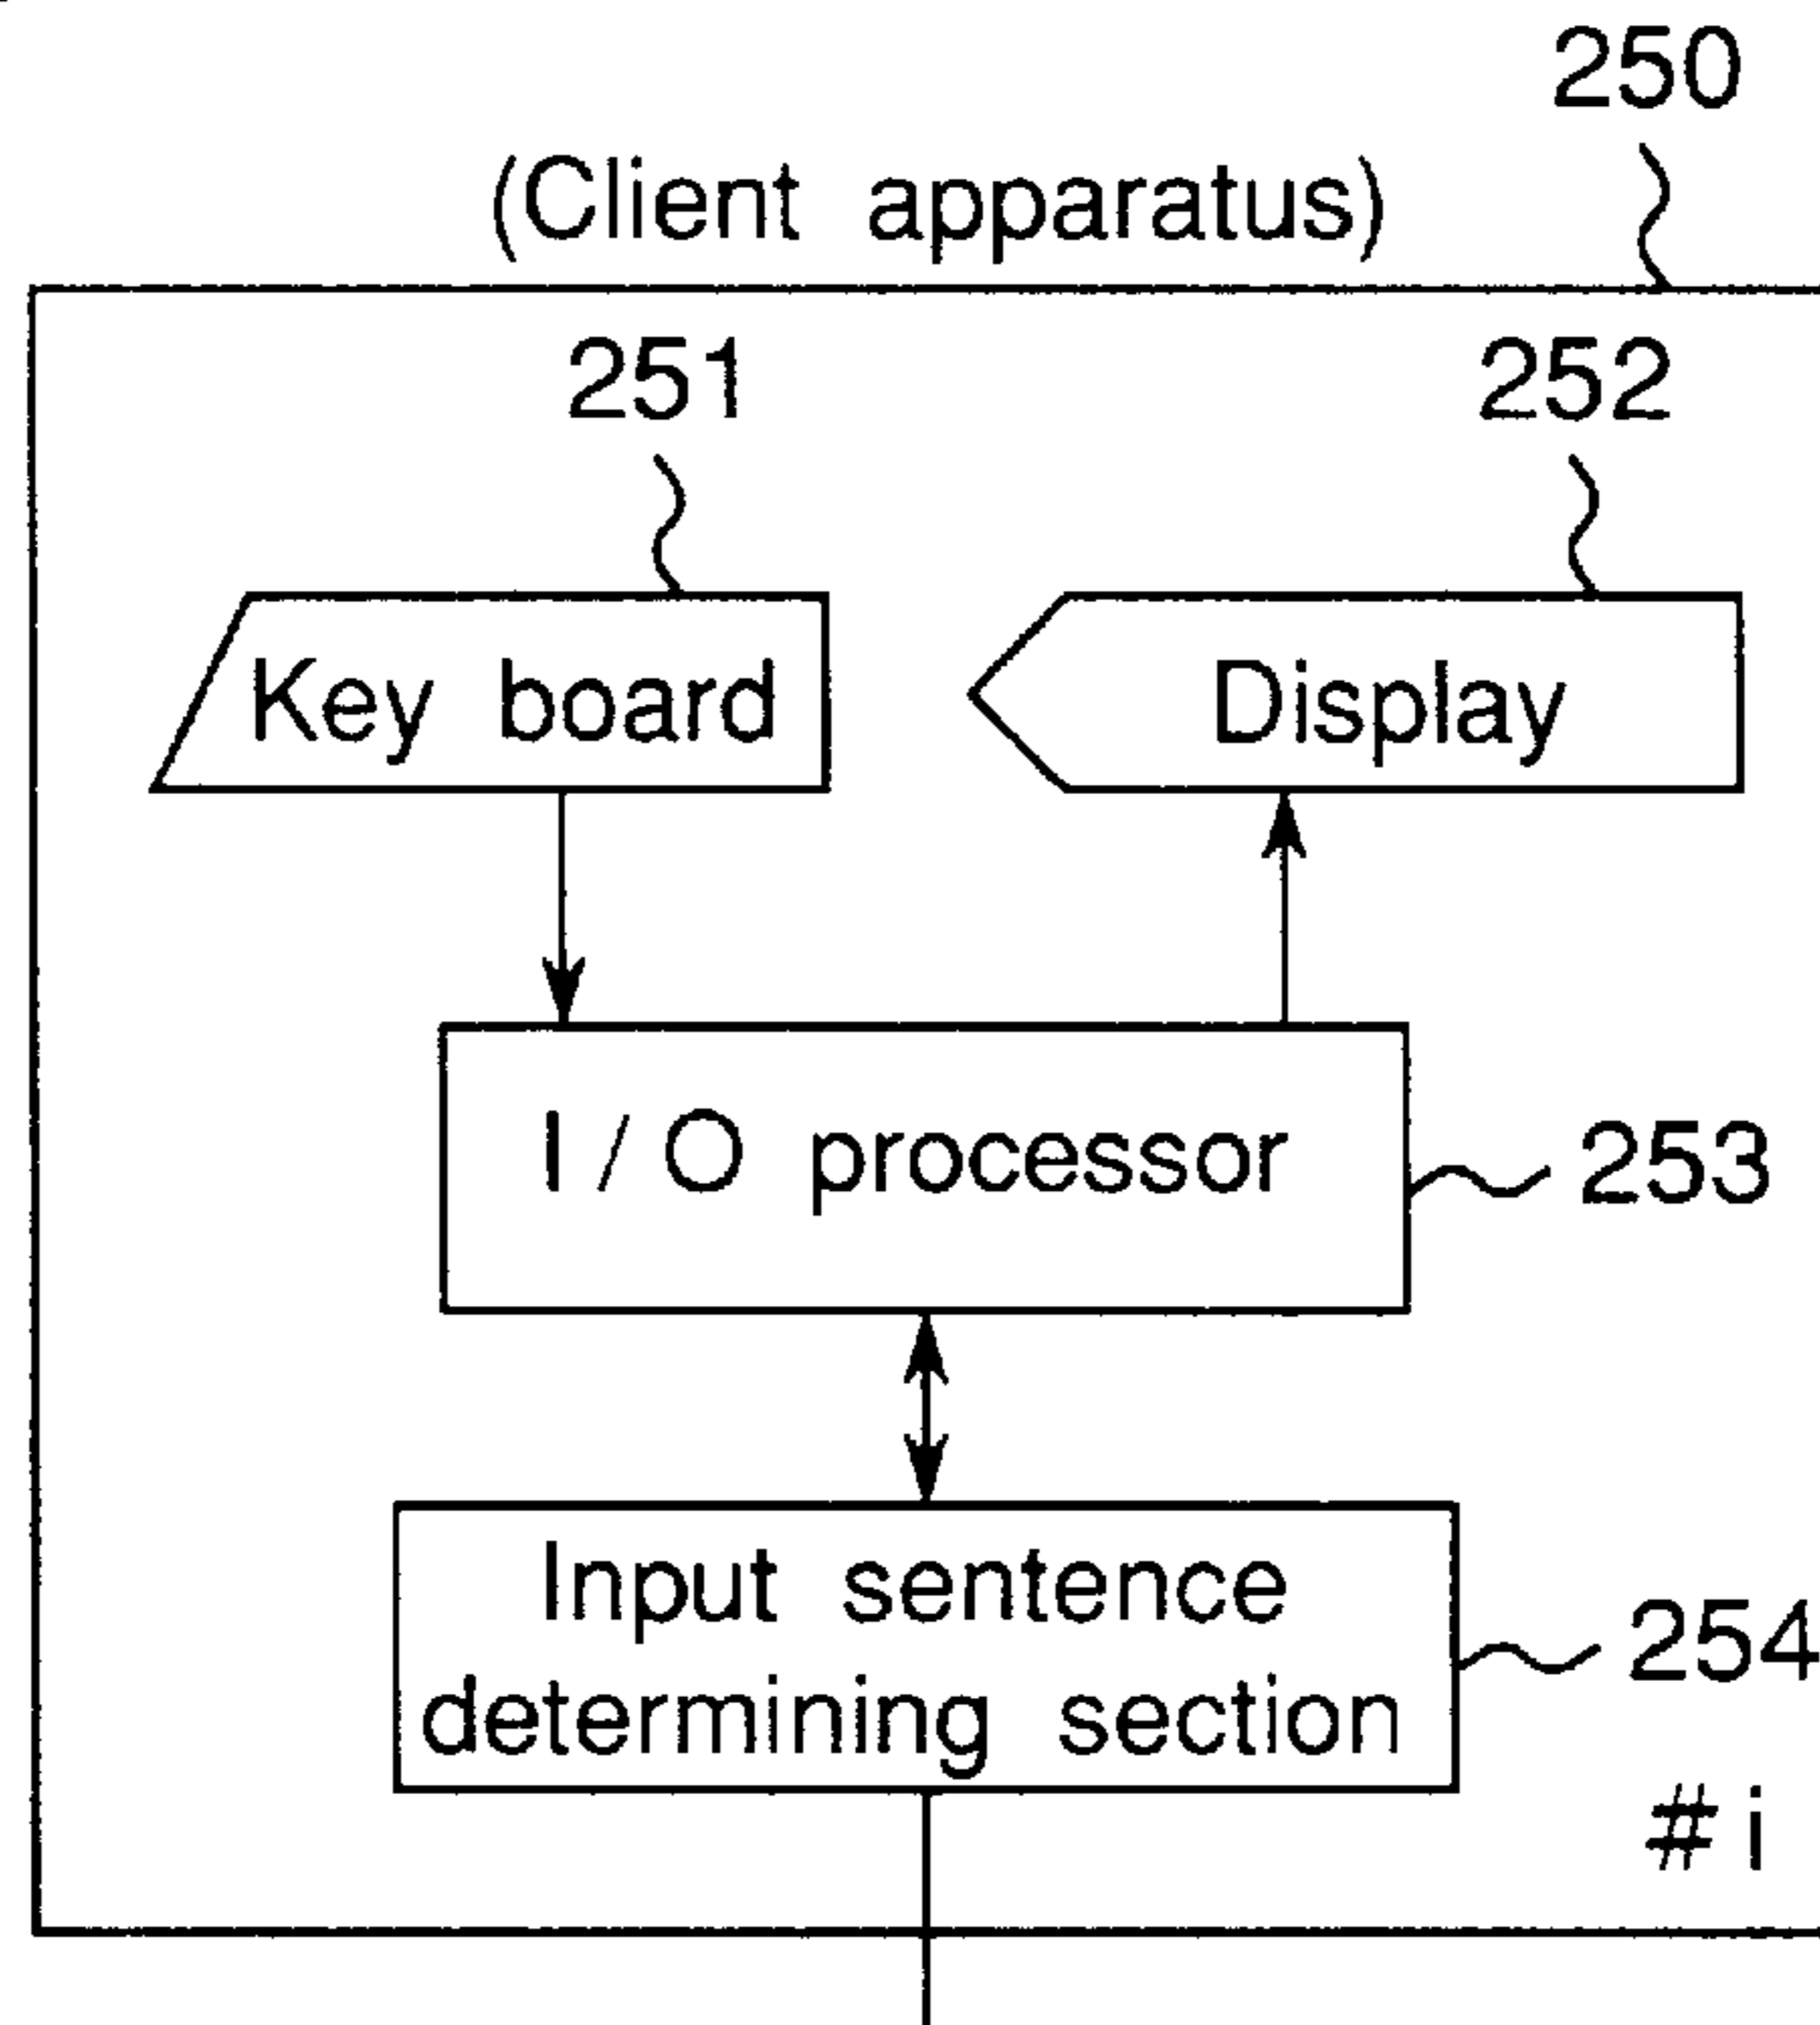 250
(Client apparatus)
251
252
Key board
Display
I / O processor
253
Input sentence
determining section
254
# i